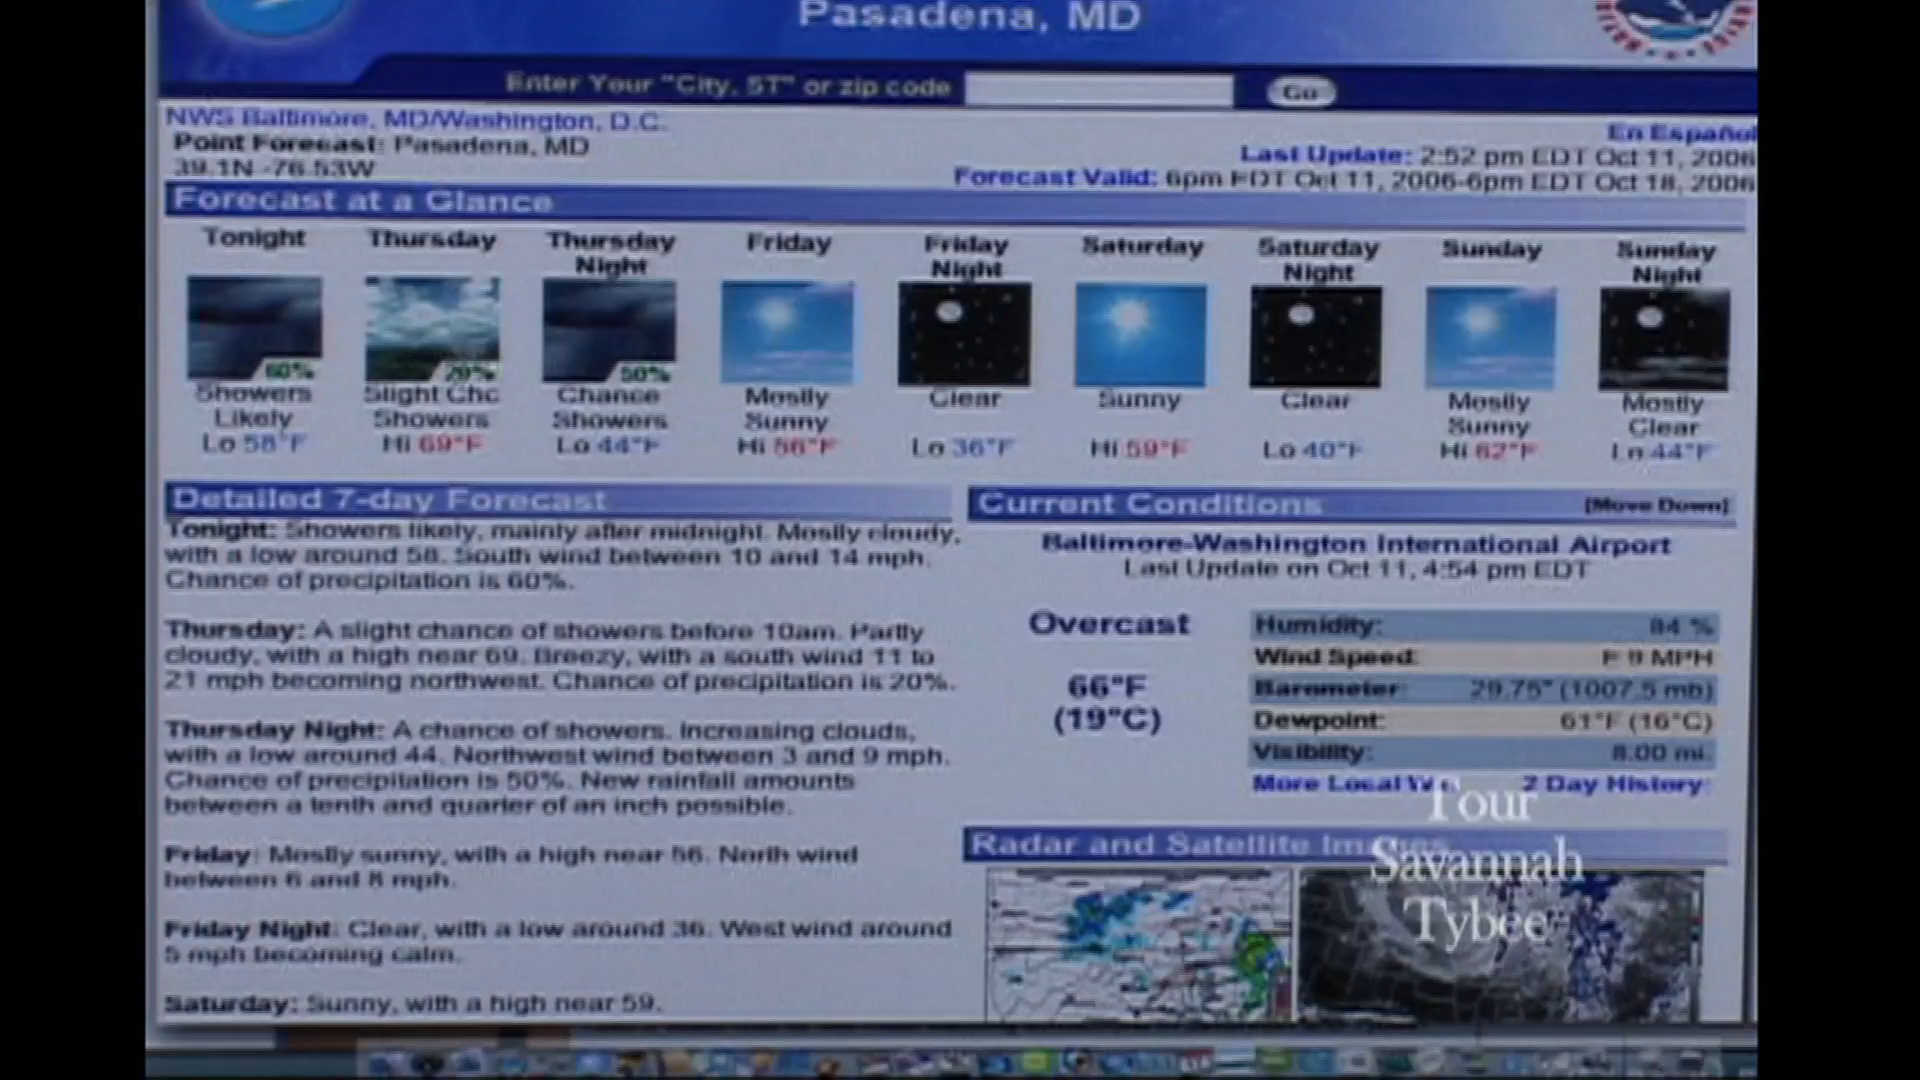 Pasadena, MD
Enter Your "City, ST" or zip code
Go
NWS Baltimore, MD/Washington, D.C.
Point Forecast: Pasadena, MD
39.1N -76.53W
En Español
Last Update: 2:52 pm EDT Oct 11, 2006
Forecast Valid: 6pm EDT Oct 11, 2006-6pm EDT Oct 18, 2006
Forecast at a Glance
Tonight Thursday Thursday Night Friday Friday Night Saturday Saturday Night Sunday Sunday Night
60% 20% 50%
Showers Likely Slight Chc Showers Chance Showers Mostly Sunny Clear Sunny Clear Mostly Sunny Mostly Clear
Lo 58°F Hi 69°F Lo 44°F Hi 56°F Lo 36°F Hi 59°F Lo 40°F Hi 62°F Lo 44°F
Detailed 7-day Forecast
Tonight: Showers likely, mainly after midnight. Mostly cloudy,
with a low around 58. South wind between 10 and 14 mph.
Chance of precipitation is 60%.
Thursday: A slight chance of showers before 10am. Partly
cloudy, with a high near 69. Breezy, with a south wind 11 to
21 mph becoming northwest. Chance of precipitation is 20%.
Thursday Night: A chance of showers. Increasing clouds,
with a low around 44. Northwest wind between 3 and 9 mph.
Chance of precipitation is 50%. New rainfall amounts
between a tenth and quarter of an inch possible.
Friday: Mostly sunny, with a high near 56. North wind
between 6 and 8 mph.
Friday Night: Clear, with a low around 36. West wind around
5 mph becoming calm.
Saturday: Sunny, with a high near 59.
Current Conditions
[Move Down]
Baltimore-Washington International Airport
Last Update on Oct 11, 4:54 pm EDT
Overcast
66°F
(19°C)
Humidity: 84 %
Wind Speed: E 9 MPH
Barometer: 29.75" (1007.5 mb)
Dewpoint: 61°F (16°C)
Visibility: 8.00 mi.
More Local 2 Day History:
Radar and Satellite Images
Tour
Savannah
Tybee